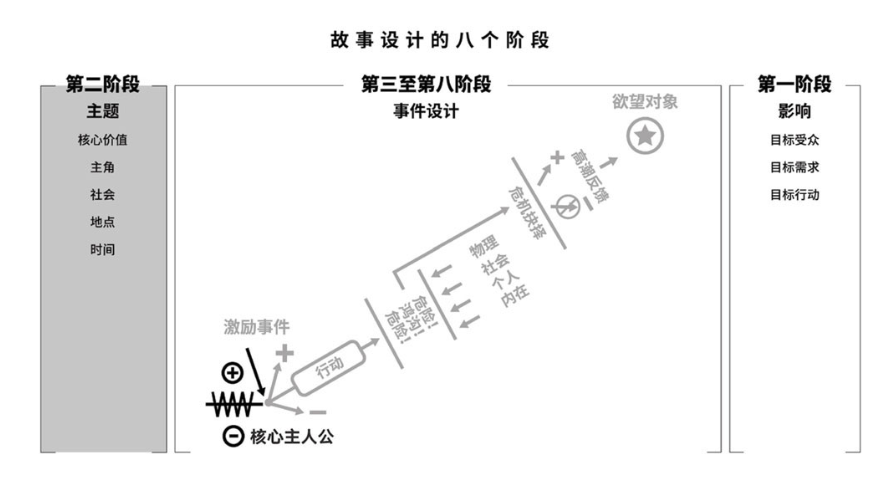 故事设计的八个阶段
第二阶段
主题
核心价值
主角
社会
地点
时间
第三至第八阶段
事件设计
欲望对象
高潮反馈
危机抉择
物理
社会
个人
内在
危险！
鸿沟！
危险！
激励事件
行动
核心主人公
第一阶段
影响
目标受众
目标需求
目标行动